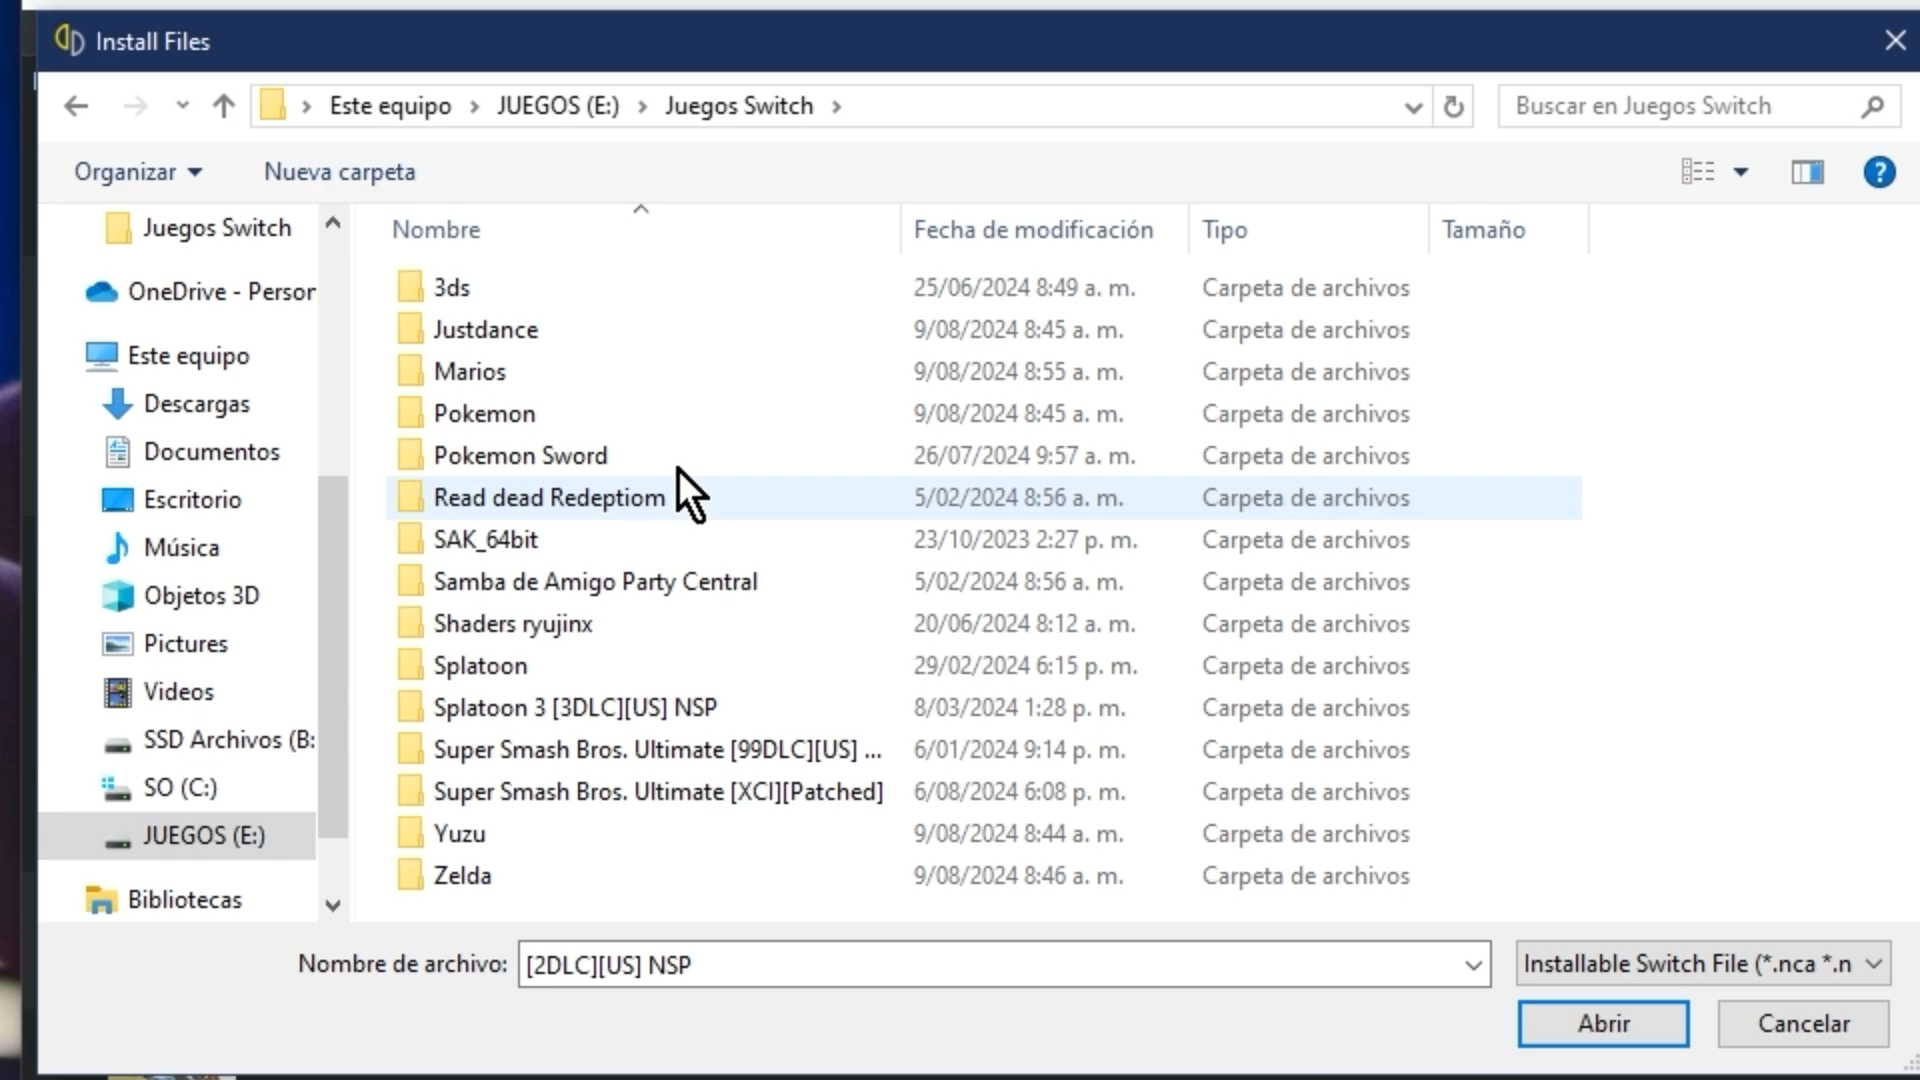 Install Files
Este equipo JUEGOS (E:) Juegos Switch
Buscar en Juegos Switch
Organizar Nueva carpeta
?
Juegos Switch
OneDrive - Person
Este equipo
Descargas
Documentos
Escritorio
Música
Objetos 3D
Pictures
Videos
SSD Archivos (B:
SO (C:)
JUEGOS (E:)
Bibliotecas
Nombre Fecha de modificación Tipo Tamaño
3ds 25/06/2024 8:49 a. m. Carpeta de archivos
Justdance 9/08/2024 8:45 a. m. Carpeta de archivos
Marios 9/08/2024 8:55 a. m. Carpeta de archivos
Pokemon 9/08/2024 8:45 a. m. Carpeta de archivos
Pokemon Sword 26/07/2024 9:57 a. m. Carpeta de archivos
Read dead Redeptiom 5/02/2024 8:56 a. m. Carpeta de archivos
SAK_64bit 23/10/2023 2:27 p. m. Carpeta de archivos
Samba de Amigo Party Central 5/02/2024 8:56 a. m. Carpeta de archivos
Shaders ryujinx 20/06/2024 8:12 a. m. Carpeta de archivos
Splatoon 29/02/2024 6:15 p. m. Carpeta de archivos
Splatoon 3 [3DLC][US] NSP 8/03/2024 1:28 p. m. Carpeta de archivos
Super Smash Bros. Ultimate [99DLC][US] ... 6/01/2024 9:14 p. m. Carpeta de archivos
Super Smash Bros. Ultimate [XCI][Patched] 6/08/2024 6:08 p. m. Carpeta de archivos
Yuzu 9/08/2024 8:44 a. m. Carpeta de archivos
Zelda 9/08/2024 8:46 a. m. Carpeta de archivos
Nombre de archivo: [2DLC][US] NSP Installable Switch File (*.nca *.n
Abrir Cancelar